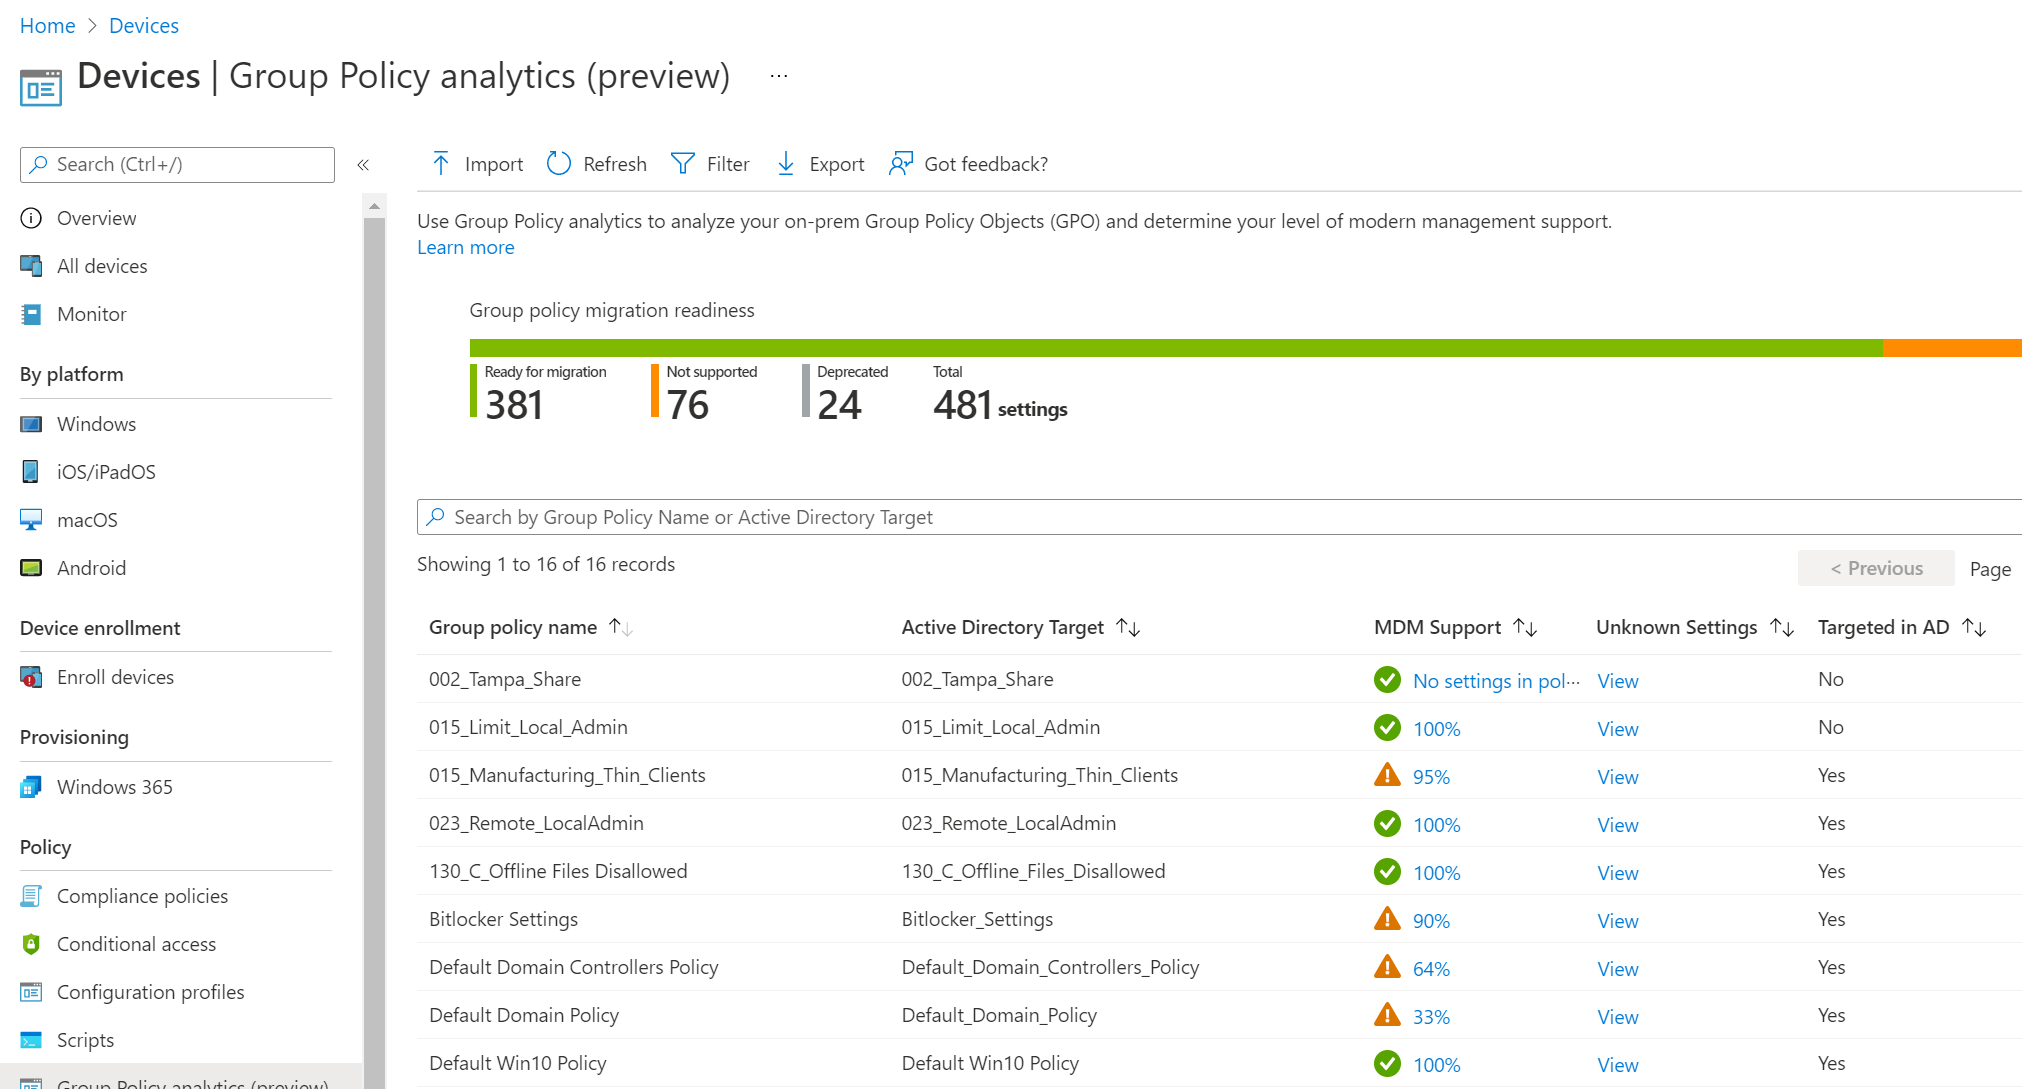 Home > Devices
Devices | Group Policy analytics (preview) ...
Search (Ctrl+/) «
Overview
All devices
Monitor
By platform
Windows
iOS/iPadOS
macOS
Android
Device enrollment
Enroll devices
Provisioning
Windows 365
Policy
Compliance policies
Conditional access
Configuration profiles
Scripts
Group Policy analytics (preview)
Import Refresh Filter Export Got feedback?
Use Group Policy analytics to analyze your on-prem Group Policy Objects (GPO) and determine your level of modern management support.
Learn more
Group policy migration readiness
Ready for migration Not supported Deprecated Total
381 76 24 481 settings
Search by Group Policy Name or Active Directory Target
Showing 1 to 16 of 16 records
< Previous Page
Group policy name Active Directory Target MDM Support Unknown Settings Targeted in AD
002_Tampa_Share 002_Tampa_Share No settings in pol... View No
015_Limit_Local_Admin 015_Limit_Local_Admin 100% View No
015_Manufacturing_Thin_Clients 015_Manufacturing_Thin_Clients 95% View Yes
023_Remote_LocalAdmin 023_Remote_LocalAdmin 100% View Yes
130_C_Offline Files Disallowed 130_C_Offline_Files_Disallowed 100% View Yes
Bitlocker Settings Bitlocker_Settings 90% View Yes
Default Domain Controllers Policy Default_Domain_Controllers_Policy 64% View Yes
Default Domain Policy Default_Domain_Policy 33% View Yes
Default Win10 Policy Default Win10 Policy 100% View Yes